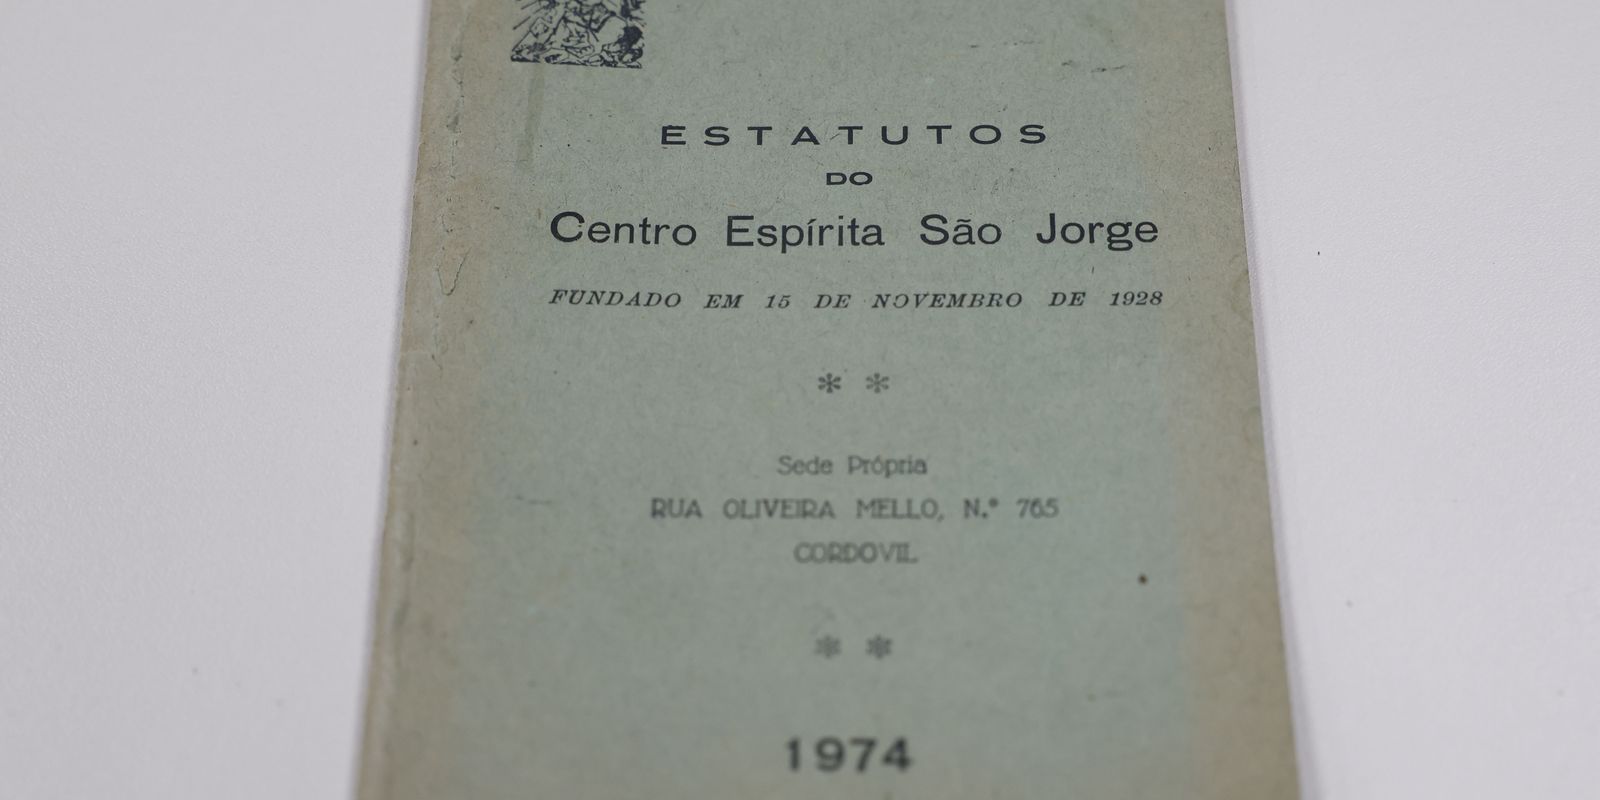 ESTATUTOS
DO
Centro Espírita São Jorge
FUNDADO EM 15 DE NOVEMBRO DE 1928
* *
Sede Própria
RUA OLIVEIRA MELLO, N.º 765
CORDOVIL
* *
1974